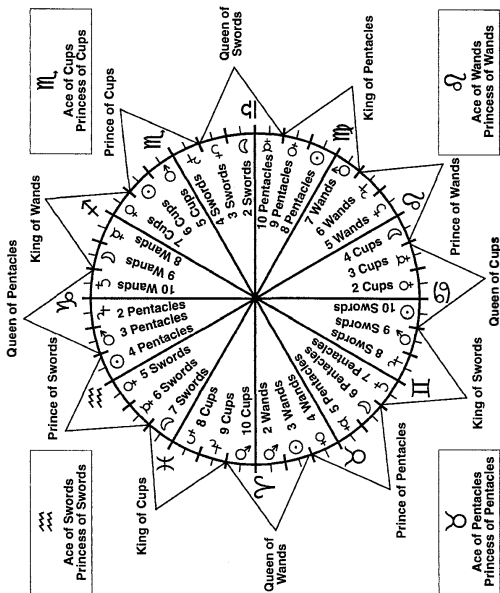 ♉
Ace of Pentacles
Princess of Pentacles
♒
Ace of Swords
Princess of Swords
Queen of
Wands
King of Cups
Prince of Swords
Queen of Pentacles
King of Wands
Prince of Cups
Queen of
Swords
King of Pentacles
Prince of Wands
Queen of Cups
King of Swords
Prince of Pentacles
♈
♂ 2 Wands
☉ 3 Wands
♀ 4 Wands
♉
☿ 5 Pentacles
☽ 6 Pentacles
♄ 7 Pentacles
♊
♃ 8 Swords
♂ 9 Swords
☉ 10 Swords
♋
♀ 2 Cups
☿ 3 Cups
☽ 4 Cups
♌
♄ 5 Wands
♃ 6 Wands
♂ 7 Wands
♍
☉ 8 Pentacles
♀ 9 Pentacles
☿ 10 Pentacles
♎
☽ 2 Swords
♄ 3 Swords
♃ 4 Swords
♏
♂ 5 Cups
☉ 6 Cups
♀ 7 Cups
♐
☿ 8 Wands
☽ 9 Wands
♄ 10 Wands
♑
♃ 2 Pentacles
♂ 3 Pentacles
☉ 4 Pentacles
♒
♀ 5 Swords
☿ 6 Swords
☽ 7 Swords
♓
♄ 8 Cups
♃ 9 Cups
♂ 10 Cups
♌
Ace of Wands
Princess of Wands
♏
Ace of Cups
Princess of Cups